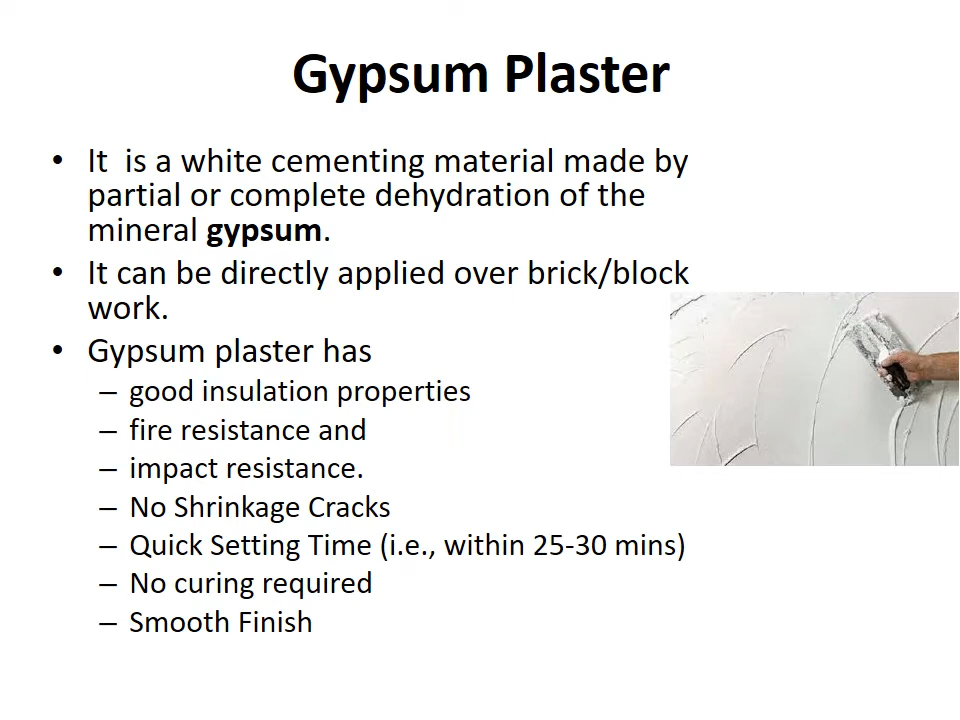 Gypsum Plaster
• It  is a white cementing material made by
partial or complete dehydration of the
mineral gypsum.
• It can be directly applied over brick/block
work.
• Gypsum plaster has
– good insulation properties
– fire resistance and
– impact resistance.
– No Shrinkage Cracks
– Quick Setting Time (i.e., within 25-30 mins)
– No curing required
– Smooth Finish